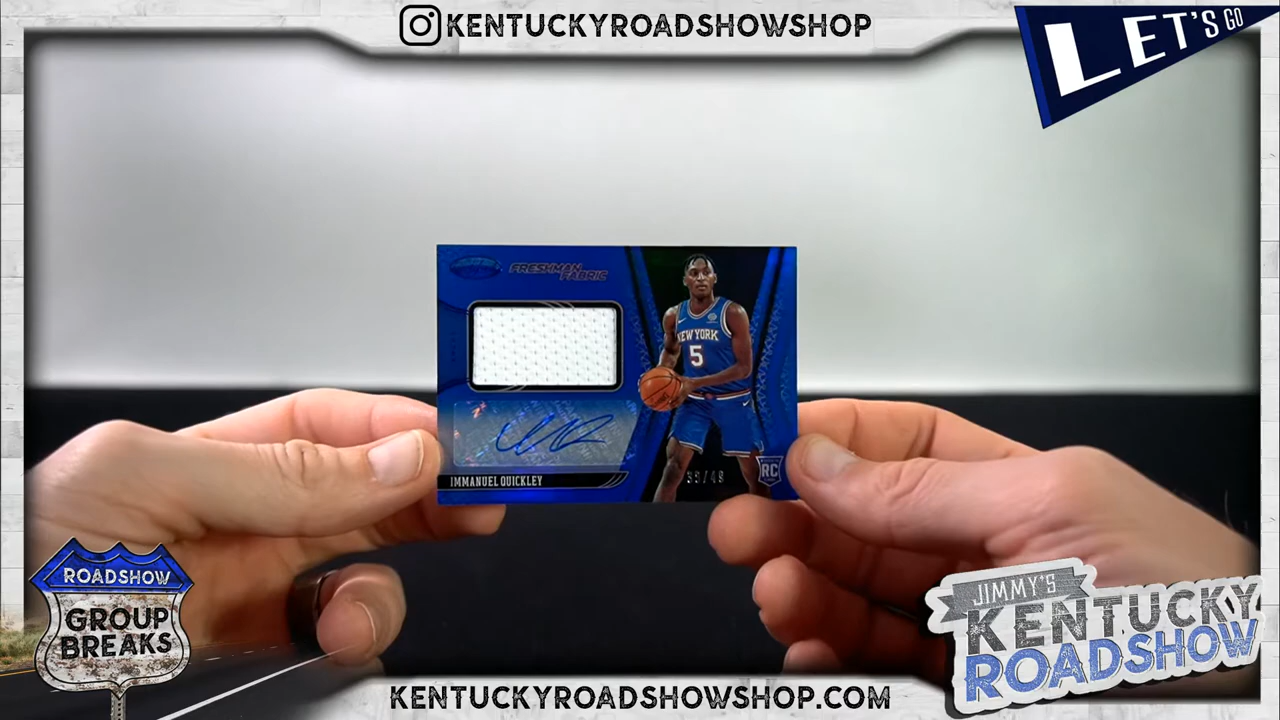 KENTUCKYROADSHOWSHOP
LET'S GO
FRESHMAN
FABRIC
NEW YORK
5
IMMANUEL QUICKLEY
RC
ROADSHOW
GROUP
BREAKS
JIMMY'S
KENTUCKY
ROADSHOW
KENTUCKYROADSHOWSHOP.COM